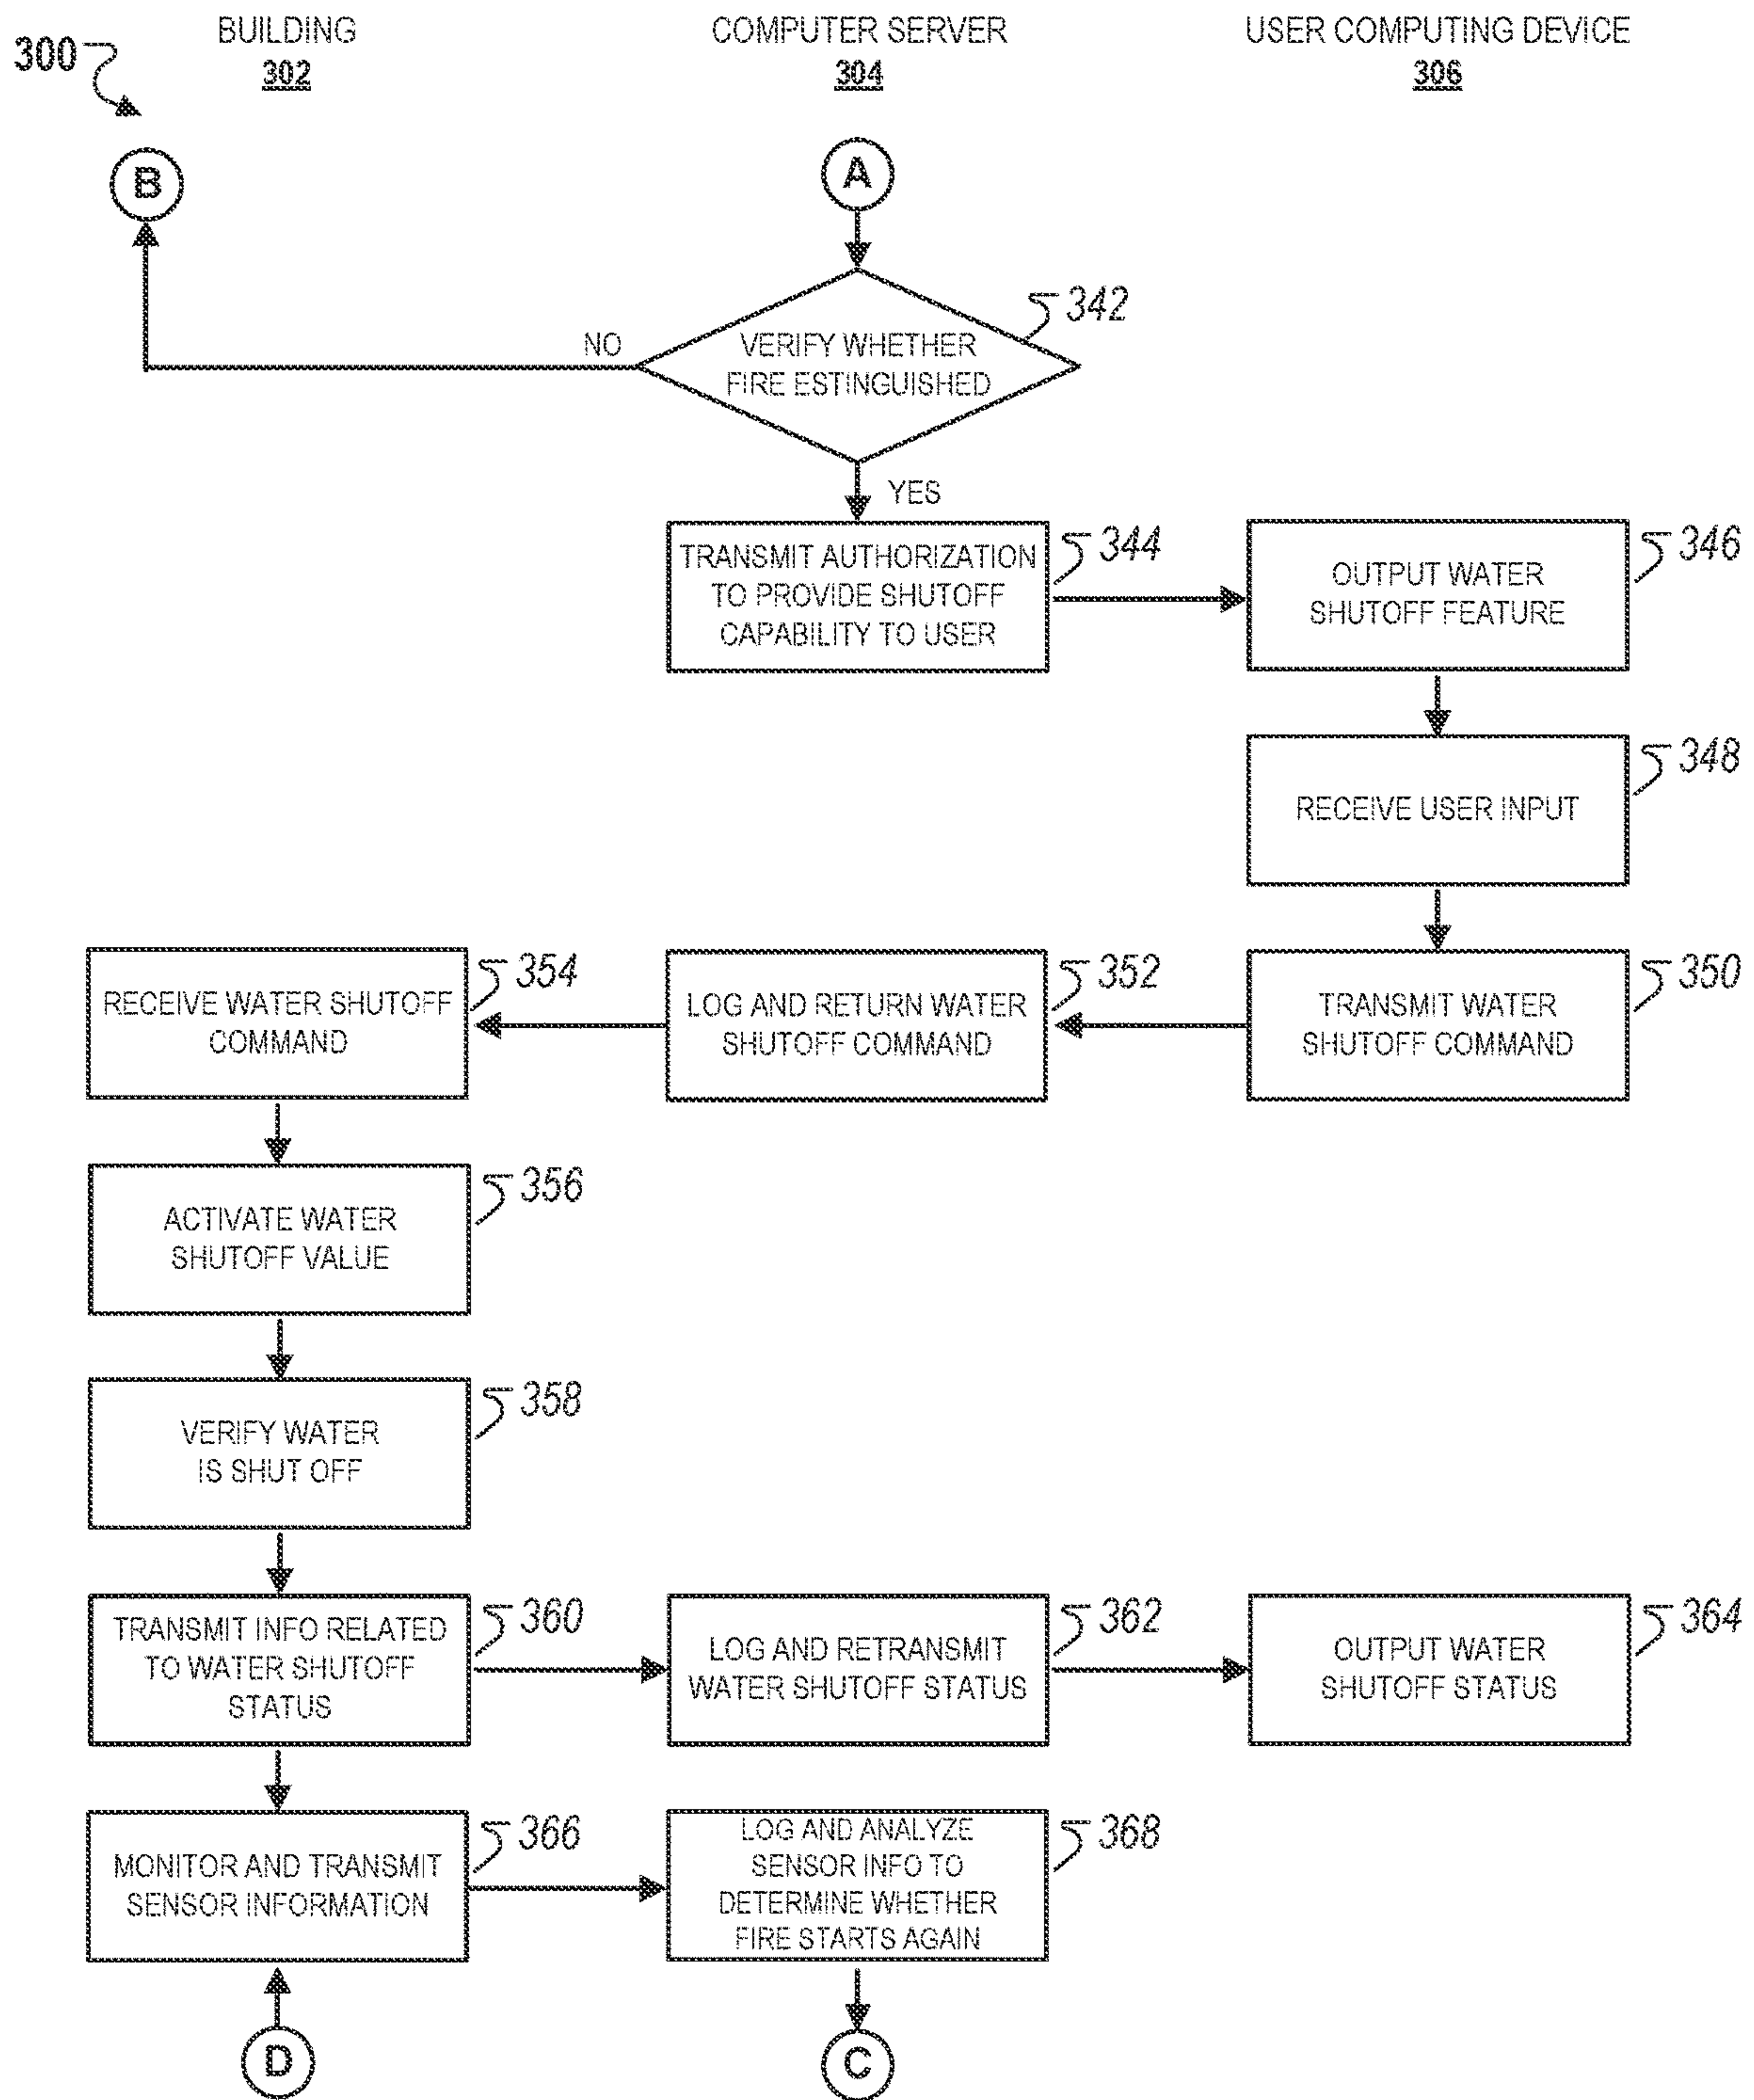 300
BUILDING
302
COMPUTER SERVER
304
USER COMPUTING DEVICE
306
B
A
342
NO
VERIFY WHETHER
FIRE ESTINGUISHED
YES
TRANSMIT AUTHORIZATION
TO PROVIDE SHUTOFF
CAPABILITY TO USER
344
OUTPUT WATER
SHUTOFF FEATURE
346
RECEIVE USER INPUT
348
TRANSMIT WATER
SHUTOFF COMMAND
350
LOG AND RETURN WATER
SHUTOFF COMMAND
352
RECEIVE WATER SHUTOFF
COMMAND
354
ACTIVATE WATER
SHUTOFF VALUE
356
VERIFY WATER
IS SHUT OFF
358
TRANSMIT INFO RELATED
TO WATER SHUTOFF
STATUS
360
LOG AND RETRANSMIT
WATER SHUTOFF STATUS
362
OUTPUT WATER
SHUTOFF STATUS
364
MONITOR AND TRANSMIT
SENSOR INFORMATION
366
LOG AND ANALYZE
SENSOR INFO TO
DETERMINE WHETHER
FIRE STARTS AGAIN
368
D
C